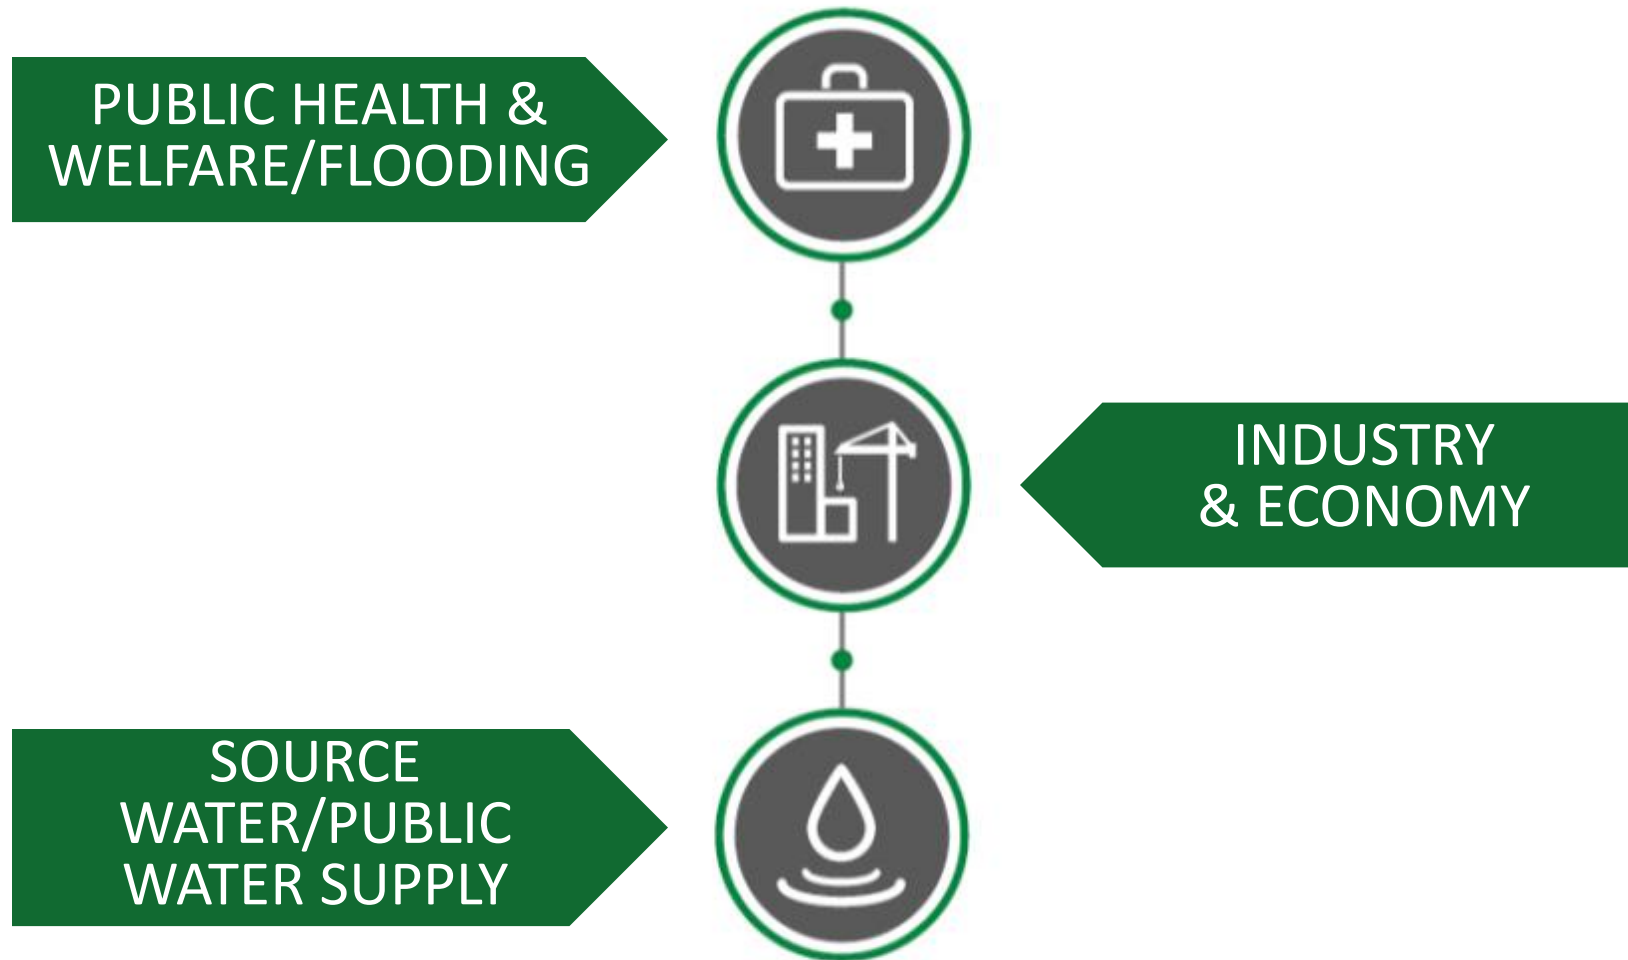 PUBLIC HEALTH &
WELFARE/FLOODING
INDUSTRY
& ECONOMY
SOURCE
WATER/PUBLIC
WATER SUPPLY